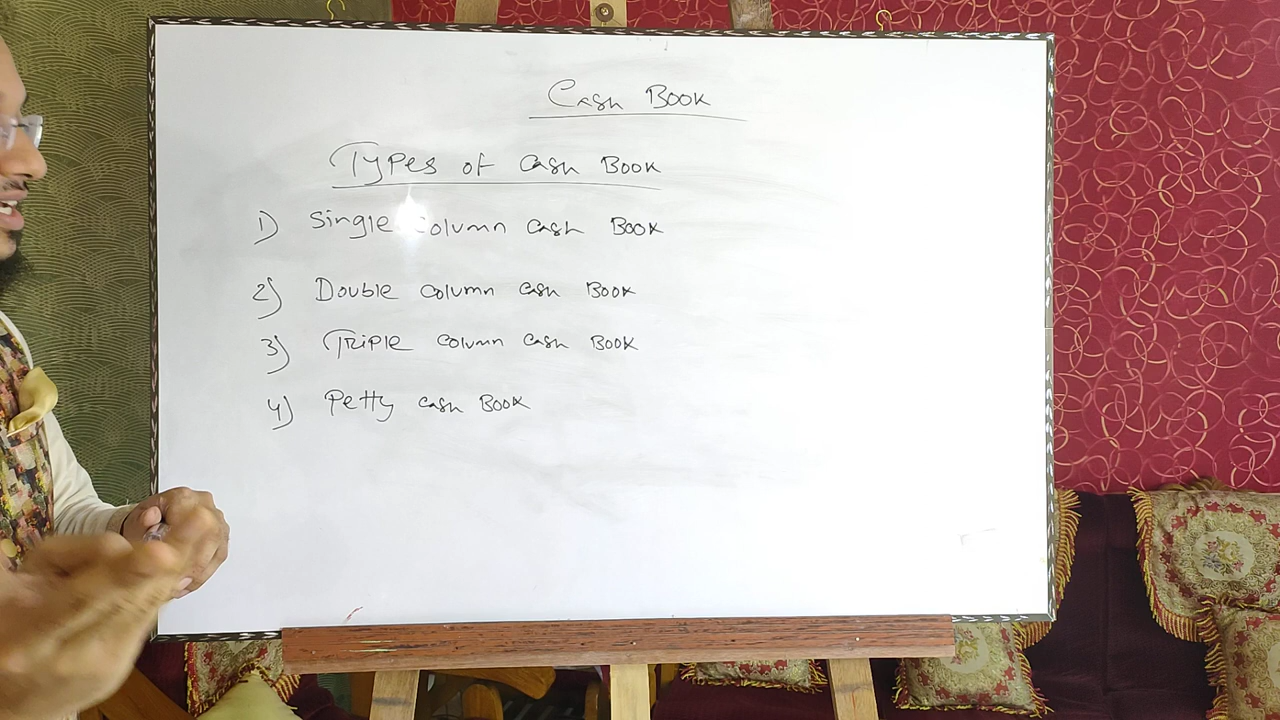 Cash Book
Types of Cash Book
1) Single Column Cash Book
2) Double Column Cash Book
3) Triple Column Cash Book
4) Petty Cash Book